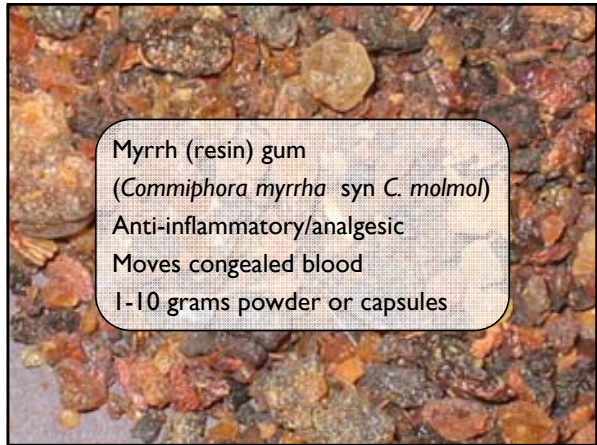 Myrrh (resin) gum
(Commiphora myrrha syn C. molmol)
Anti-inflammatory/analgesic
Moves congealed blood
1-10 grams powder or capsules